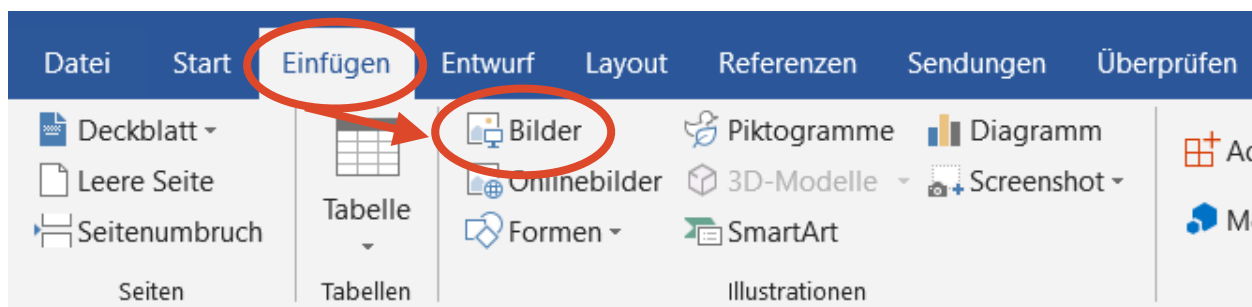 Datei Start Einfügen Entwurf Layout Referenzen Sendungen Überprüfen
Deckblatt
Leere Seite
Seitenumbruch
Seiten
Tabelle
Tabellen
Bilder
Onlinebilder
Formen
Piktogramme
3D-Modelle
SmartArt
Diagramm
Screenshot
Illustrationen